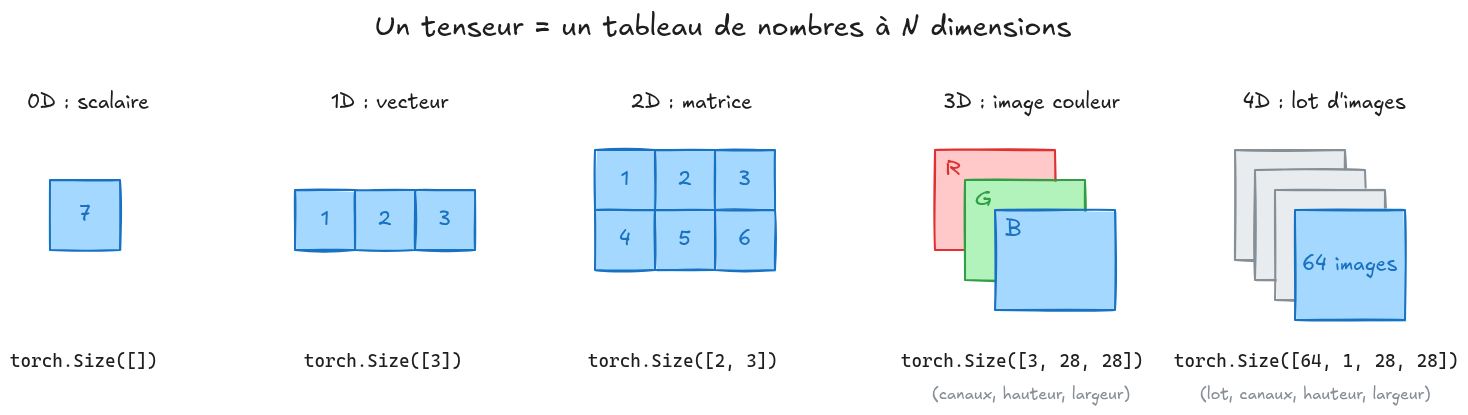 Un tenseur = un tableau de nombres à N dimensions
0D : scalaire
7
torch.Size([])
1D : vecteur
1 2 3
torch.Size([3])
2D : matrice
1 2 3
4 5 6
torch.Size([2, 3])
3D : image couleur
R
G
B
torch.Size([3, 28, 28])
(canaux, hauteur, largeur)
4D : lot d'images
64 images
torch.Size([64, 1, 28, 28])
(lot, canaux, hauteur, largeur)